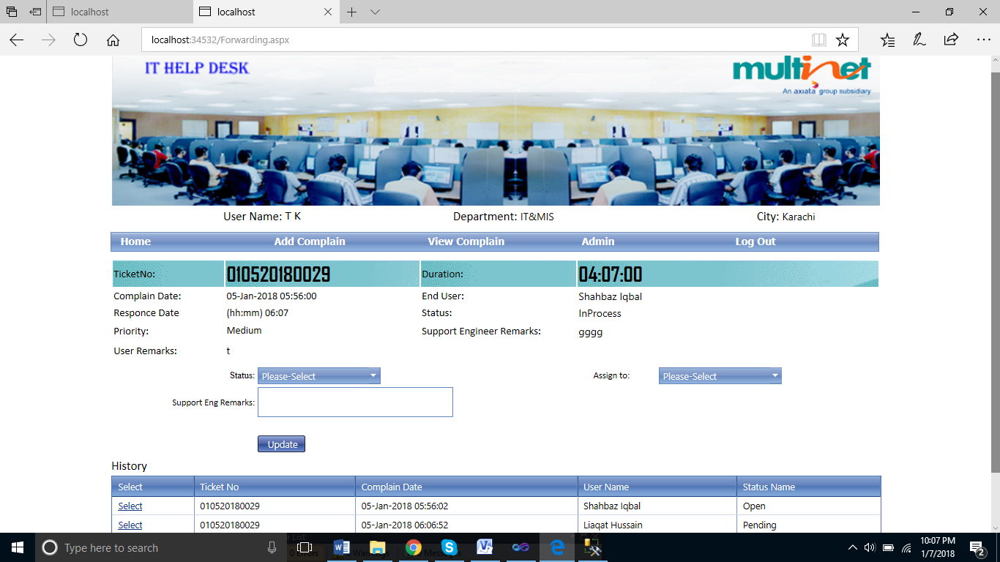 localhost
localhost
localhost:34532/Forwarding.aspx
IT HELP DESK
multinet
An axiata group subsidiary
User Name: T K Department: IT&MIS City: Karachi
Home Add Complain View Complain Admin Log Out
TicketNo: 010520180029 Duration: 04:07:00
Complain Date: 05-Jan-2018 05:56:00 End User: Shahbaz Iqbal
Responce Date (hh:mm) 06:07 Status: InProcess
Priority: Medium Support Engineer Remarks: gggg
User Remarks: t
Status: Please-Select Assign to: Please-Select
Support Eng Remarks:
Update
History
Select Ticket No Complain Date User Name Status Name
Select 010520180029 05-Jan-2018 05:56:02 Shahbaz Iqbal Open
Select 010520180029 05-Jan-2018 06:06:52 Liaqat Hussain Pending
Type here to search
0 Errors
10:07 PM
1/7/2018
2